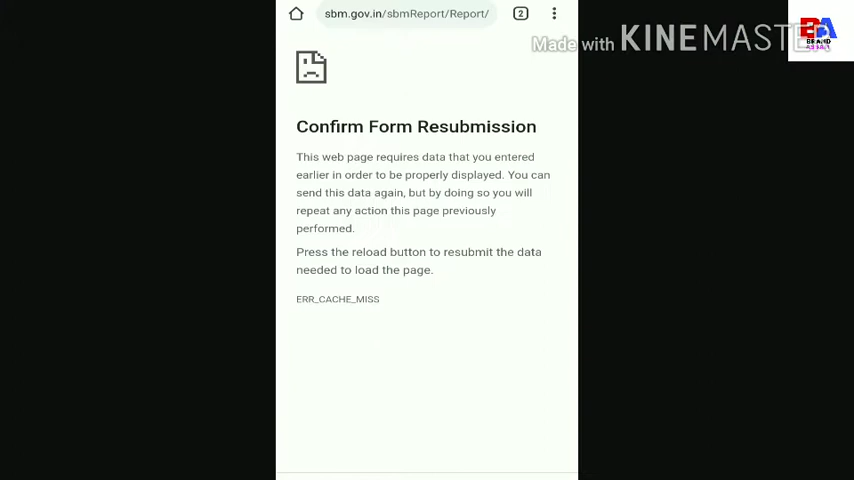 sbm.gov.in/sbmReport/Report/
2
Made with KINEMASTER
BA
BRAND
ASSAM
Confirm Form Resubmission
This web page requires data that you entered
earlier in order to be properly displayed. You can
send this data again, but by doing so you will
repeat any action this page previously
performed.
Press the reload button to resubmit the data
needed to load the page.
ERR_CACHE_MISS